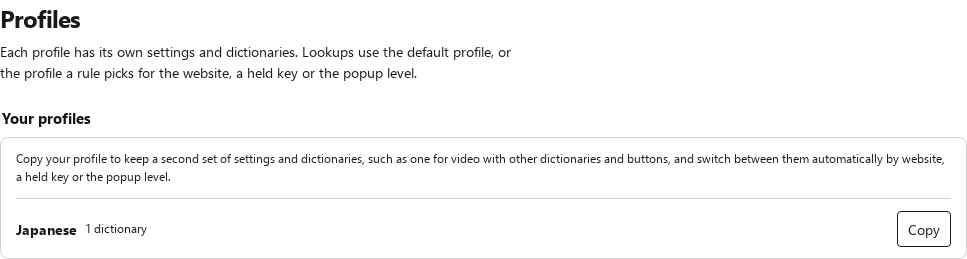 Profiles
Each profile has its own settings and dictionaries. Lookups use the default profile, or
the profile a rule picks for the website, a held key or the popup level.
Your profiles
Copy your profile to keep a second set of settings and dictionaries, such as one for video with other dictionaries and buttons, and switch between them automatically by website,
a held key or the popup level.
Japanese 1 dictionary Copy